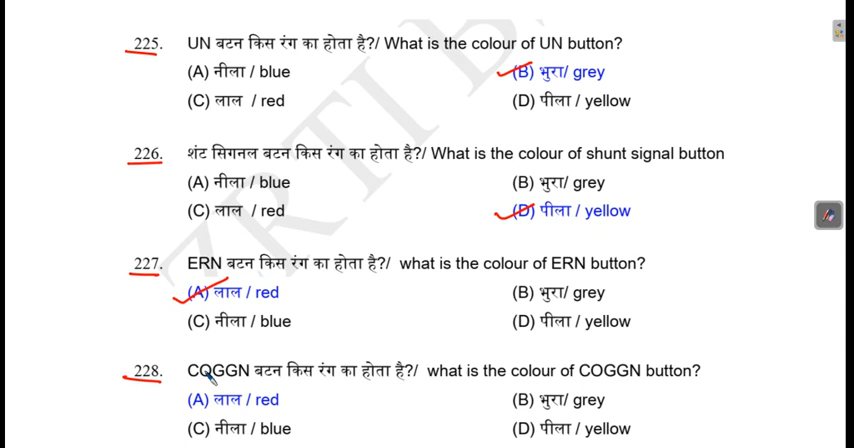 225. UN बटन किस रंग का होता है?/ What is the colour of UN button?
(A) नीला / blue (B) भुरा/ grey
(C) लाल / red (D) पीला / yellow
226. शंट सिगनल बटन किस रंग का होता है?/ What is the colour of shunt signal button
(A) नीला / blue (B) भुरा/ grey
(C) लाल / red (D) पीला / yellow
227. ERN बटन किस रंग का होता है?/ what is the colour of ERN button?
(A) लाल / red (B) भुरा/ grey
(C) नीला / blue (D) पीला / yellow
228. COGGN बटन किस रंग का होता है?/ what is the colour of COGGN button?
(A) लाल / red (B) भुरा/ grey
(C) नीला / blue (D) पीला / yellow
ZRTI B